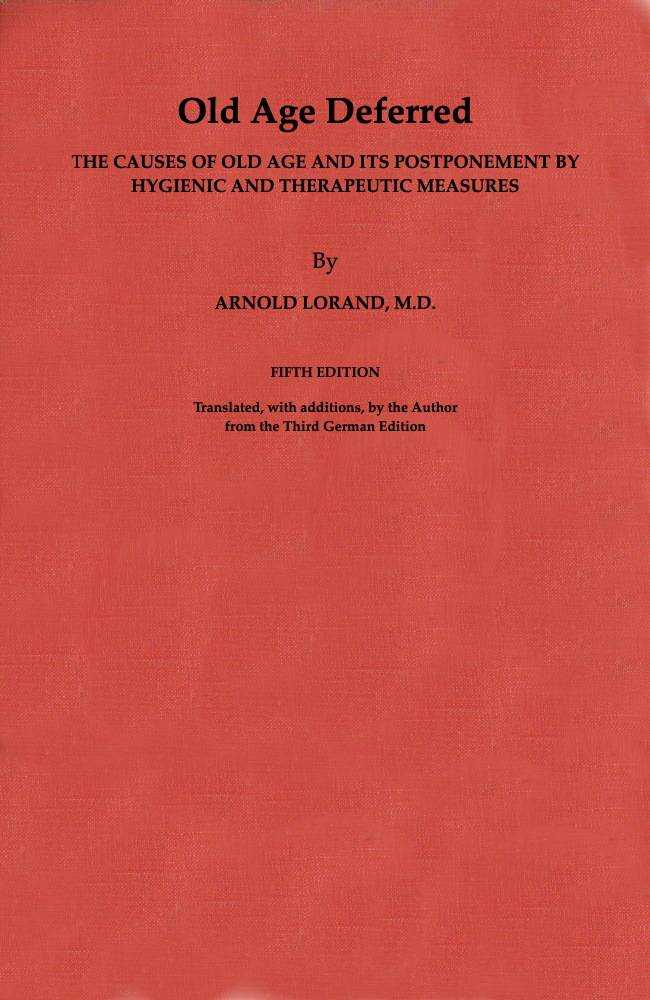 Old Age Deferred
THE CAUSES OF OLD AGE AND ITS POSTPONEMENT BY
HYGIENIC AND THERAPEUTIC MEASURES
By
ARNOLD LORAND, M.D.
FIFTH EDITION
Translated, with additions, by the Author
from the Third German Edition